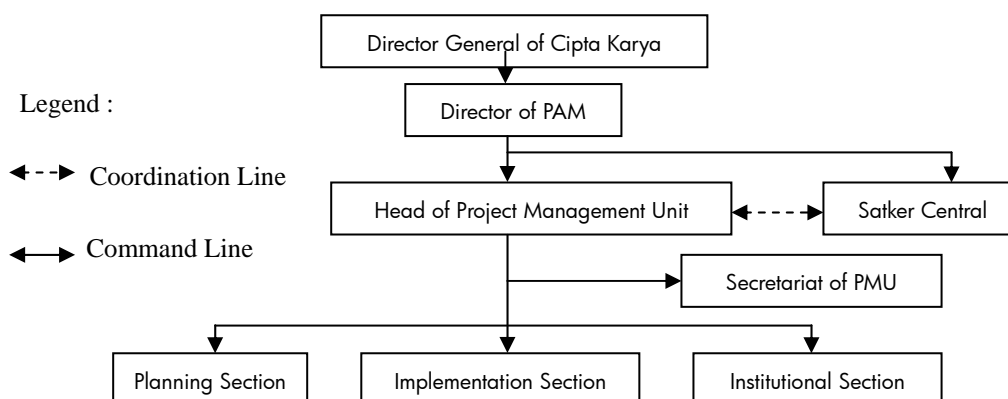 Director General of Cipta Karya
Legend :
Director of PAM
Coordination Line
Head of Project Management Unit
Satker Central
Command Line
Secretariat of PMU
Planning Section
Implementation Section
Institutional Section